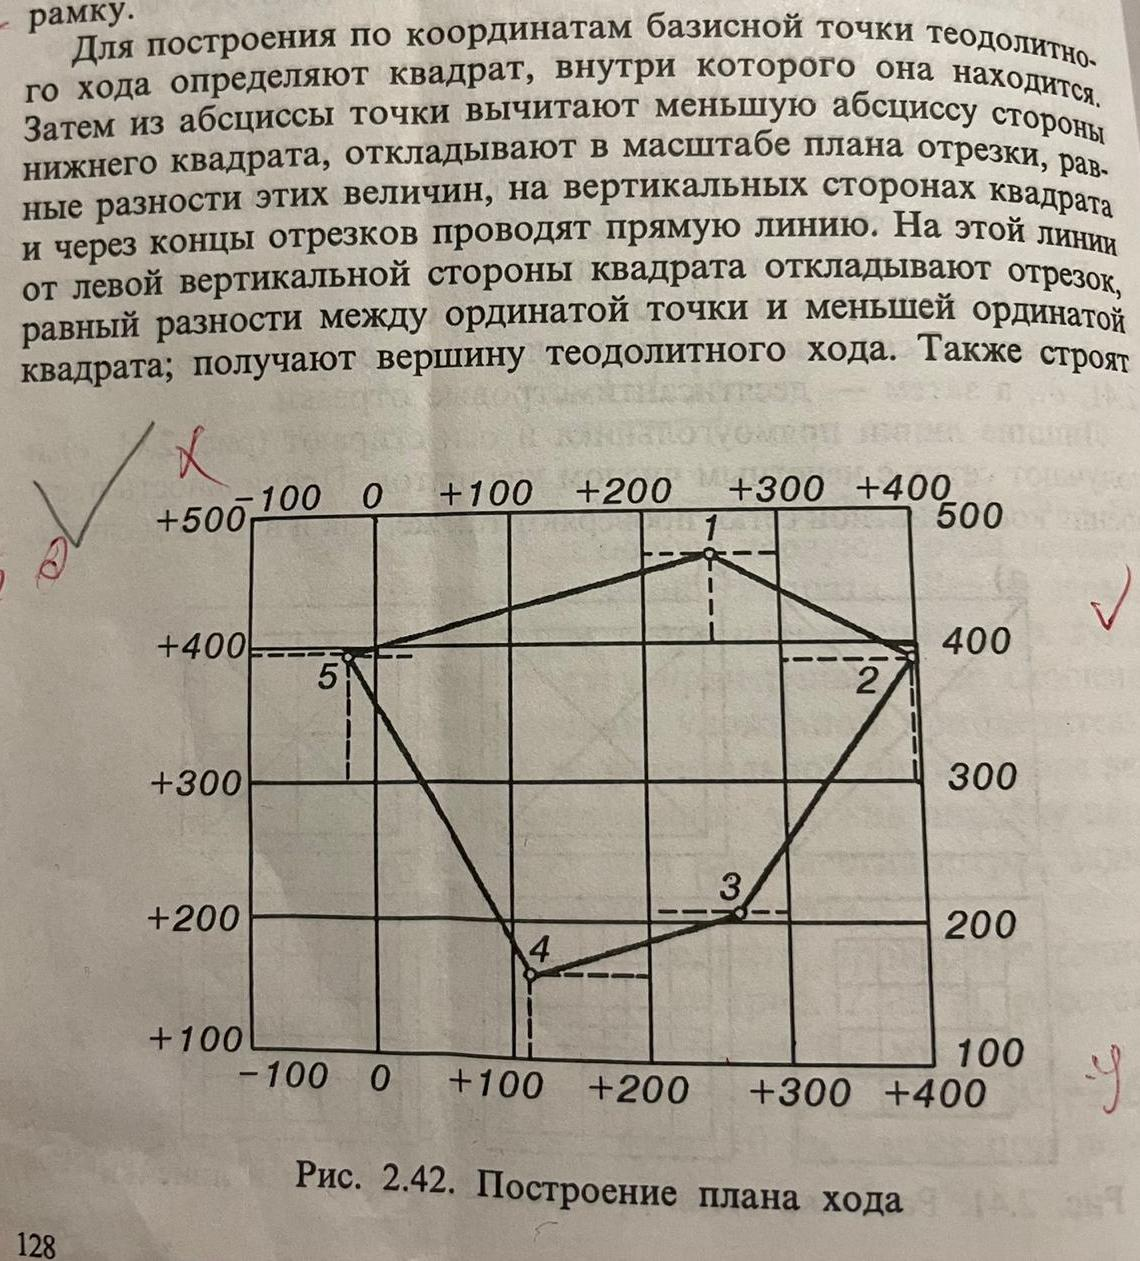 рамку.
Для построения по координатам базисной точки теодолитно-
го хода определяют квадрат, внутри которого она находится.
Затем из абсциссы точки вычитают меньшую абсциссу стороны
нижнего квадрата, откладывают в масштабе плана отрезки, рав-
ные разности этих величин, на вертикальных сторонах квадрата
и через концы отрезков проводят прямую линию. На этой линии
от левой вертикальной стороны квадрата откладывают отрезок,
равный разности между ординатой точки и меньшей ординатой
квадрата; получают вершину теодолитного хода. Также строят
x
-100 0 +100 +200 +300 +400
+500 500
1
+400 400
5 2
+300 300
3
+200 200
4
+100 100
-100 0 +100 +200 +300 +400
y
Рис. 2.42. Построение плана хода
128